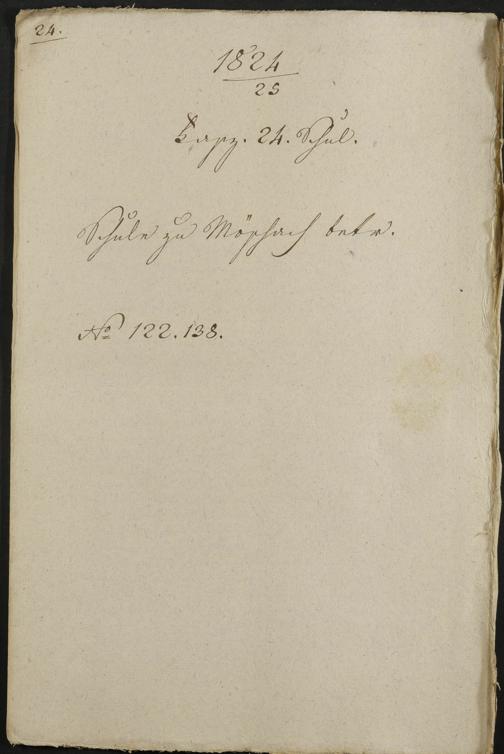 24.
1824
25
24. Schul.
Schule zu betr.
No 122.138.